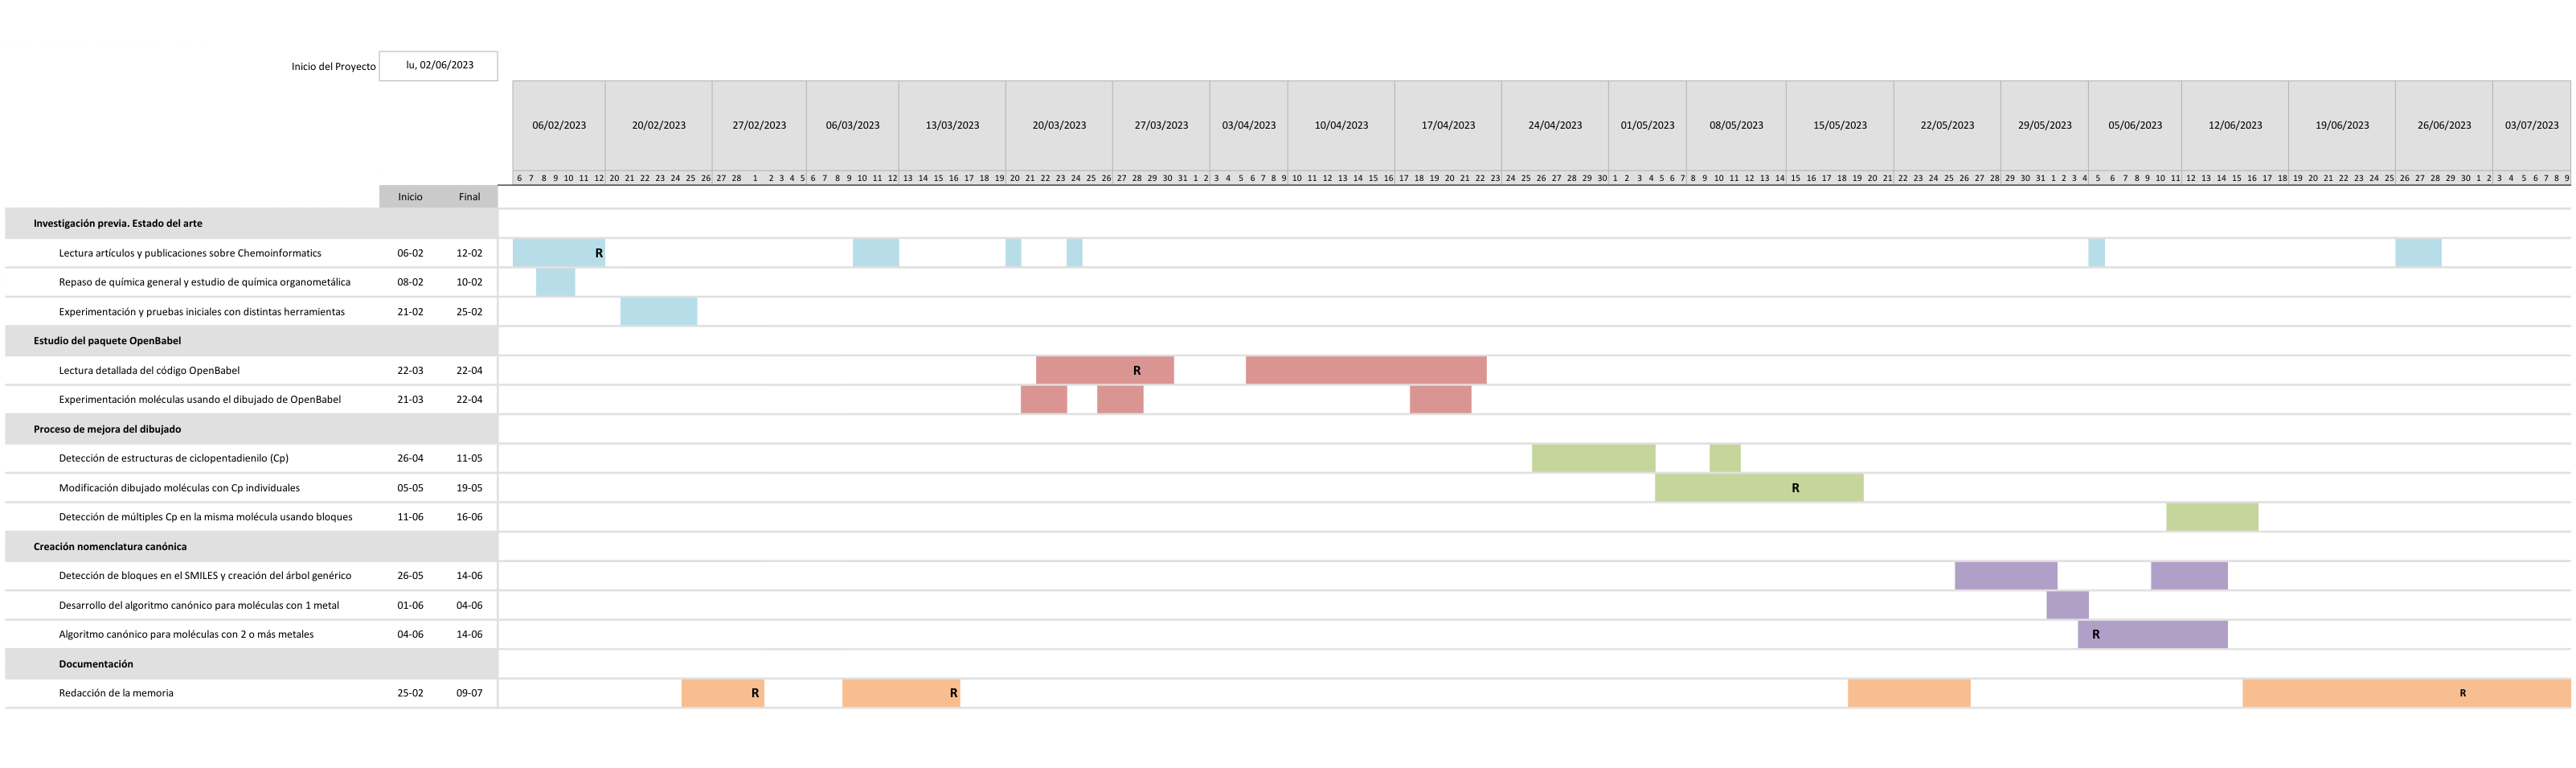 Inicio del Proyecto lu, 02/06/2023
06/02/2023 20/02/2023 27/02/2023 06/03/2023 13/03/2023 20/03/2023 27/03/2023 03/04/2023 10/04/2023 17/04/2023 24/04/2023 01/05/2023 08/05/2023 15/05/2023 22/05/2023 29/05/2023 05/06/2023 12/06/2023 19/06/2023 26/06/2023 03/07/2023
6 7 8 9 10 11 12 20 21 22 23 24 25 26 27 28 1 2 3 4 5 6 7 8 9 10 11 12 13 14 15 16 17 18 19 20 21 22 23 24 25 26 27 28 29 30 31 1 2 3 4 5 6 7 8 9 10 11 12 13 14 15 16 17 18 19 20 21 22 23 24 25 26 27 28 29 30 1 2 3 4 5 6 7 8 9 10 11 12 13 14 15 16 17 18 19 20 21 22 23 24 25 26 27 28 29 30 31 1 2 3 4 5 6 7 8 9 10 11 12 13 14 15 16 17 18 19 20 21 22 23 24 25 26 27 28 29 30 1 2 3 4 5 6 7 8 9
Inicio Final
Investigación previa. Estado del arte
Lectura artículos y publicaciones sobre Chemoinformatics 06-02 12-02 R
Repaso de química general y estudio de química organometálica 08-02 10-02
Experimentación y pruebas iniciales con distintas herramientas 21-02 25-02
Estudio del paquete OpenBabel
Lectura detallada del código OpenBabel 22-03 22-04 R
Experimentación moléculas usando el dibujado de OpenBabel 21-03 22-04
Proceso de mejora del dibujado
Detección de estructuras de ciclopentadienilo (Cp) 26-04 11-05
Modificación dibujado moléculas con Cp individuales 05-05 19-05 R
Detección de múltiples Cp en la misma molécula usando bloques 11-06 16-06
Creación nomenclatura canónica
Detección de bloques en el SMILES y creación del árbol genérico 26-05 14-06
Desarrollo del algoritmo canónico para moléculas con 1 metal 01-06 04-06
Algoritmo canónico para moléculas con 2 o más metales 04-06 14-06 R
Documentación
Redacción de la memoria 25-02 09-07 R R R